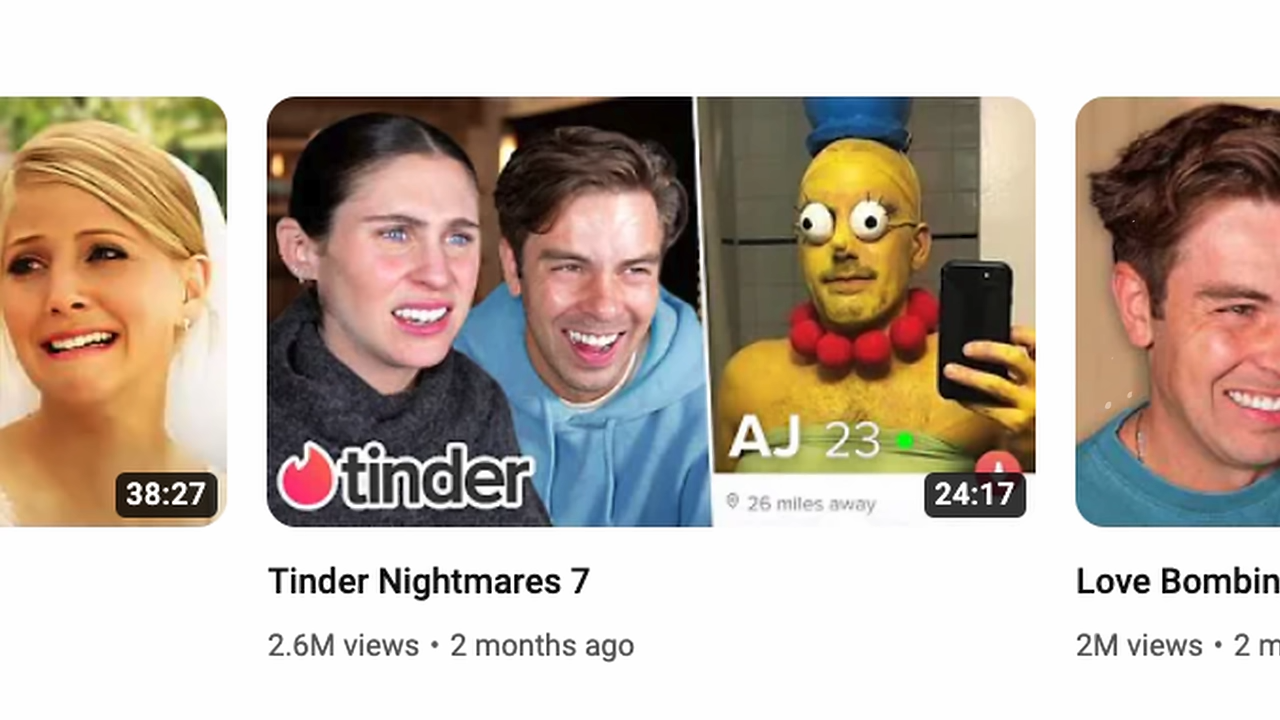 38:27
tinder
AJ 23
26 miles away
24:17
Tinder Nightmares 7
2.6M views • 2 months ago
Love Bombin
2M views • 2 m